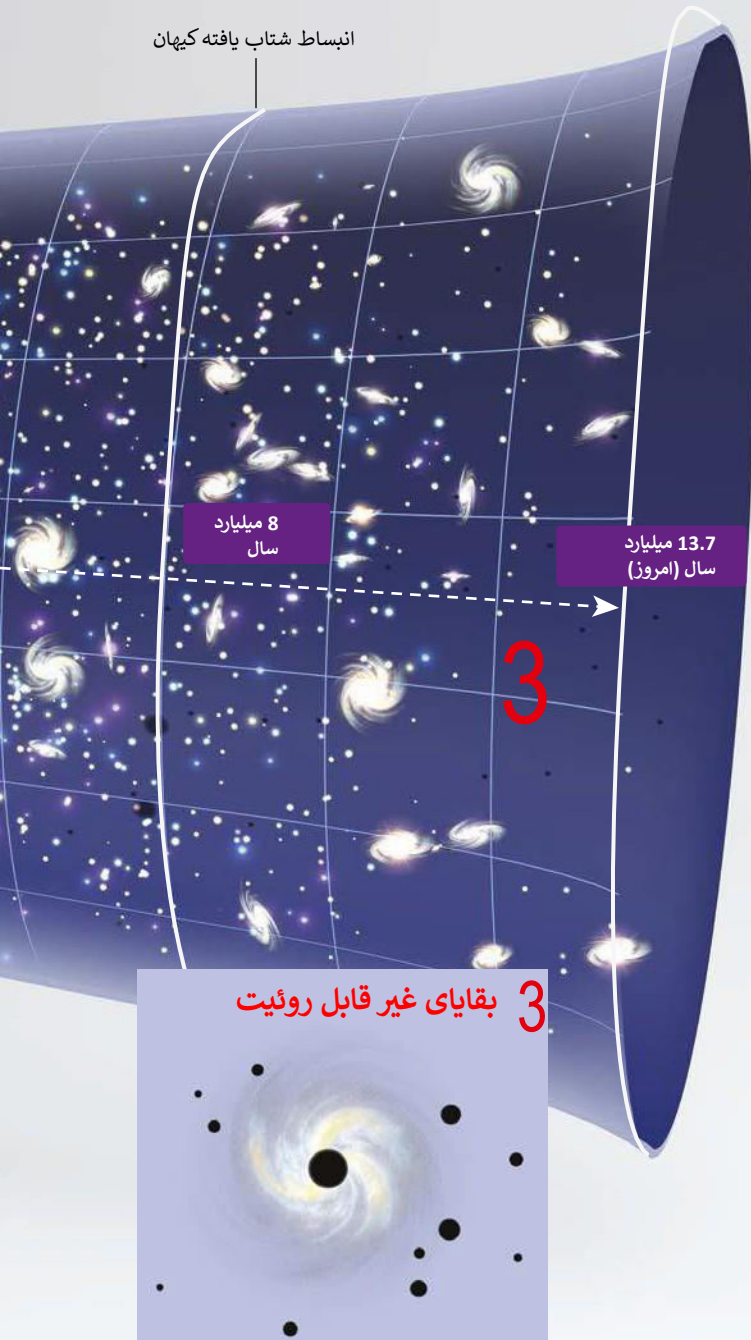 انبساط شتاب یافته کیهان
8 میلیارد
سال
13.7 میلیارد
سال (امروز)
3
3 بقایای غیر قابل روئیت